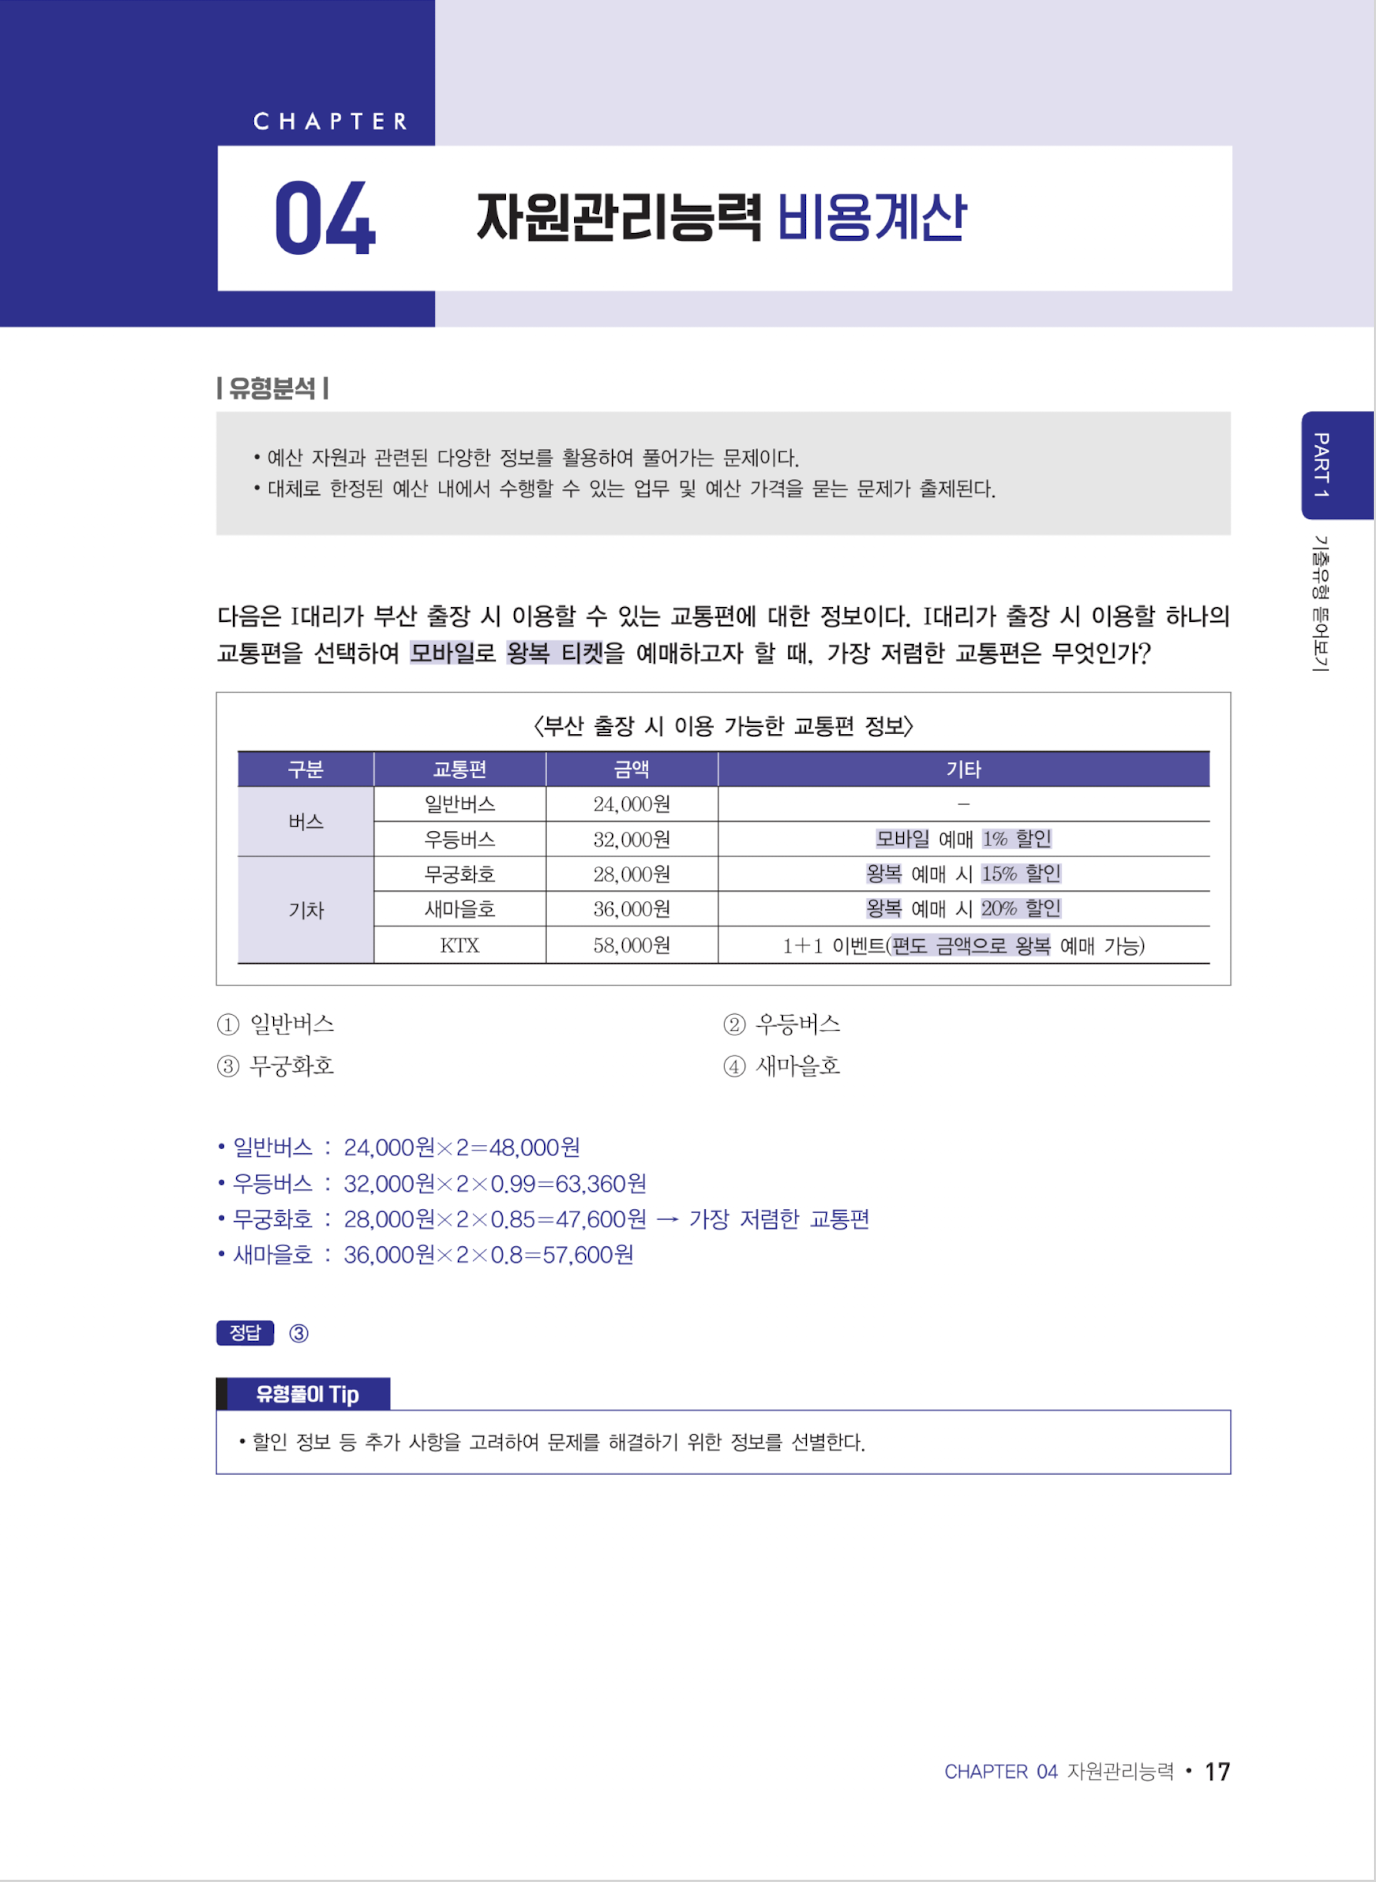 CHAPTER
04 자원관리능력 비용계산
| 유형분석 |
• 예산 자원과 관련된 다양한 정보를 활용하여 풀어가는 문제이다.
• 대체로 한정된 예산 내에서 수행할 수 있는 업무 및 예산 가격을 묻는 문제가 출제된다.
PART 1
기출유형 뜯어보기
다음은 I대리가 부산 출장 시 이용할 수 있는 교통편에 대한 정보이다. I대리가 출장 시 이용할 하나의
교통편을 선택하여 모바일로 왕복 티켓을 예매하고자 할 때, 가장 저렴한 교통편은 무엇인가?
〈부산 출장 시 이용 가능한 교통편 정보〉
구분 교통편 금액 기타
버스 일반버스 24,000원 −
우등버스 32,000원 모바일 예매 1% 할인
기차 무궁화호 28,000원 왕복 예매 시 15% 할인
새마을호 36,000원 왕복 예매 시 20% 할인
KTX 58,000원 1+1 이벤트(편도 금액으로 왕복 예매 가능)
① 일반버스 ② 우등버스
③ 무궁화호 ④ 새마을호
• 일반버스 : 24,000원×2=48,000원
• 우등버스 : 32,000원×2×0.99=63,360원
• 무궁화호 : 28,000원×2×0.85=47,600원 → 가장 저렴한 교통편
• 새마을호 : 36,000원×2×0.8=57,600원
정답 ③
유형풀이 Tip
• 할인 정보 등 추가 사항을 고려하여 문제를 해결하기 위한 정보를 선별한다.
CHAPTER 04 자원관리능력 • 17